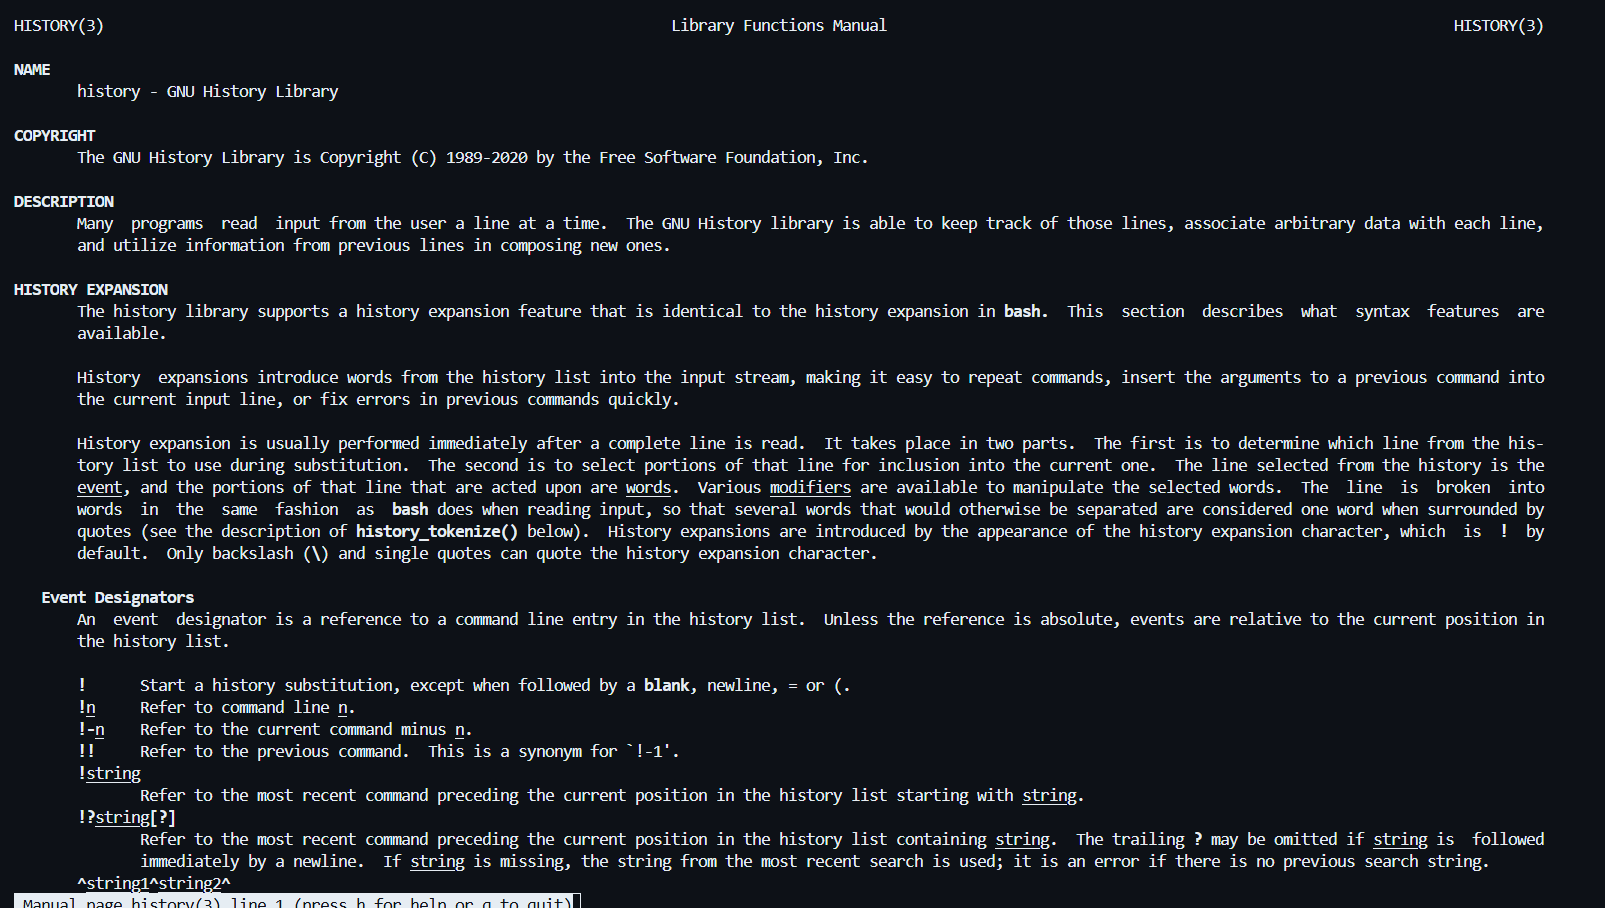 HISTORY(3) Library Functions Manual HISTORY(3)
NAME
history - GNU History Library
COPYRIGHT
The GNU History Library is Copyright (C) 1989-2020 by the Free Software Foundation, Inc.
DESCRIPTION
Many programs read input from the user a line at a time. The GNU History library is able to keep track of those lines, associate arbitrary data with each line,
and utilize information from previous lines in composing new ones.
HISTORY EXPANSION
The history library supports a history expansion feature that is identical to the history expansion in bash. This section describes what syntax features are
available.
History expansions introduce words from the history list into the input stream, making it easy to repeat commands, insert the arguments to a previous command into
the current input line, or fix errors in previous commands quickly.
History expansion is usually performed immediately after a complete line is read. It takes place in two parts. The first is to determine which line from the his-
tory list to use during substitution. The second is to select portions of that line for inclusion into the current one. The line selected from the history is the
event, and the portions of that line that are acted upon are words. Various modifiers are available to manipulate the selected words. The line is broken into
words in the same fashion as bash does when reading input, so that several words that would otherwise be separated are considered one word when surrounded by
quotes (see the description of history_tokenize() below). History expansions are introduced by the appearance of the history expansion character, which is ! by
default. Only backslash (\) and single quotes can quote the history expansion character.
Event Designators
An event designator is a reference to a command line entry in the history list. Unless the reference is absolute, events are relative to the current position in
the history list.
! Start a history substitution, except when followed by a blank, newline, = or (.
!n Refer to command line n.
!-n Refer to the current command minus n.
!! Refer to the previous command. This is a synonym for `!-1'.
!string
Refer to the most recent command preceding the current position in the history list starting with string.
!?string[?]
Refer to the most recent command preceding the current position in the history list containing string. The trailing ? may be omitted if string is followed
immediately by a newline. If string is missing, the string from the most recent search is used; it is an error if there is no previous search string.
^string1^string2^
Manual page history(3) line 1 (press h for help or q to quit)